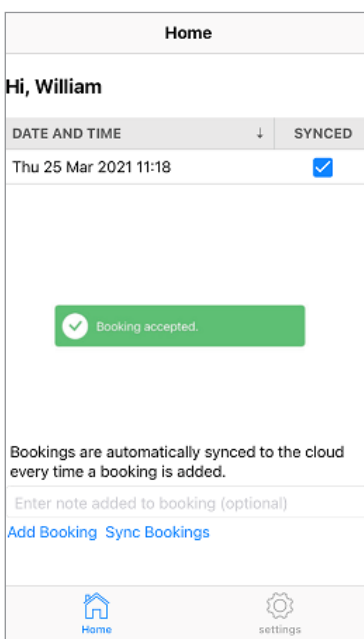 Home
Hi, William
DATE AND TIME ↓ SYNCED
Thu 25 Mar 2021 11:18
Booking accepted.
Bookings are automatically synced to the cloud
every time a booking is added.
Enter note added to booking (optional)
Add Booking Sync Bookings
Home settings